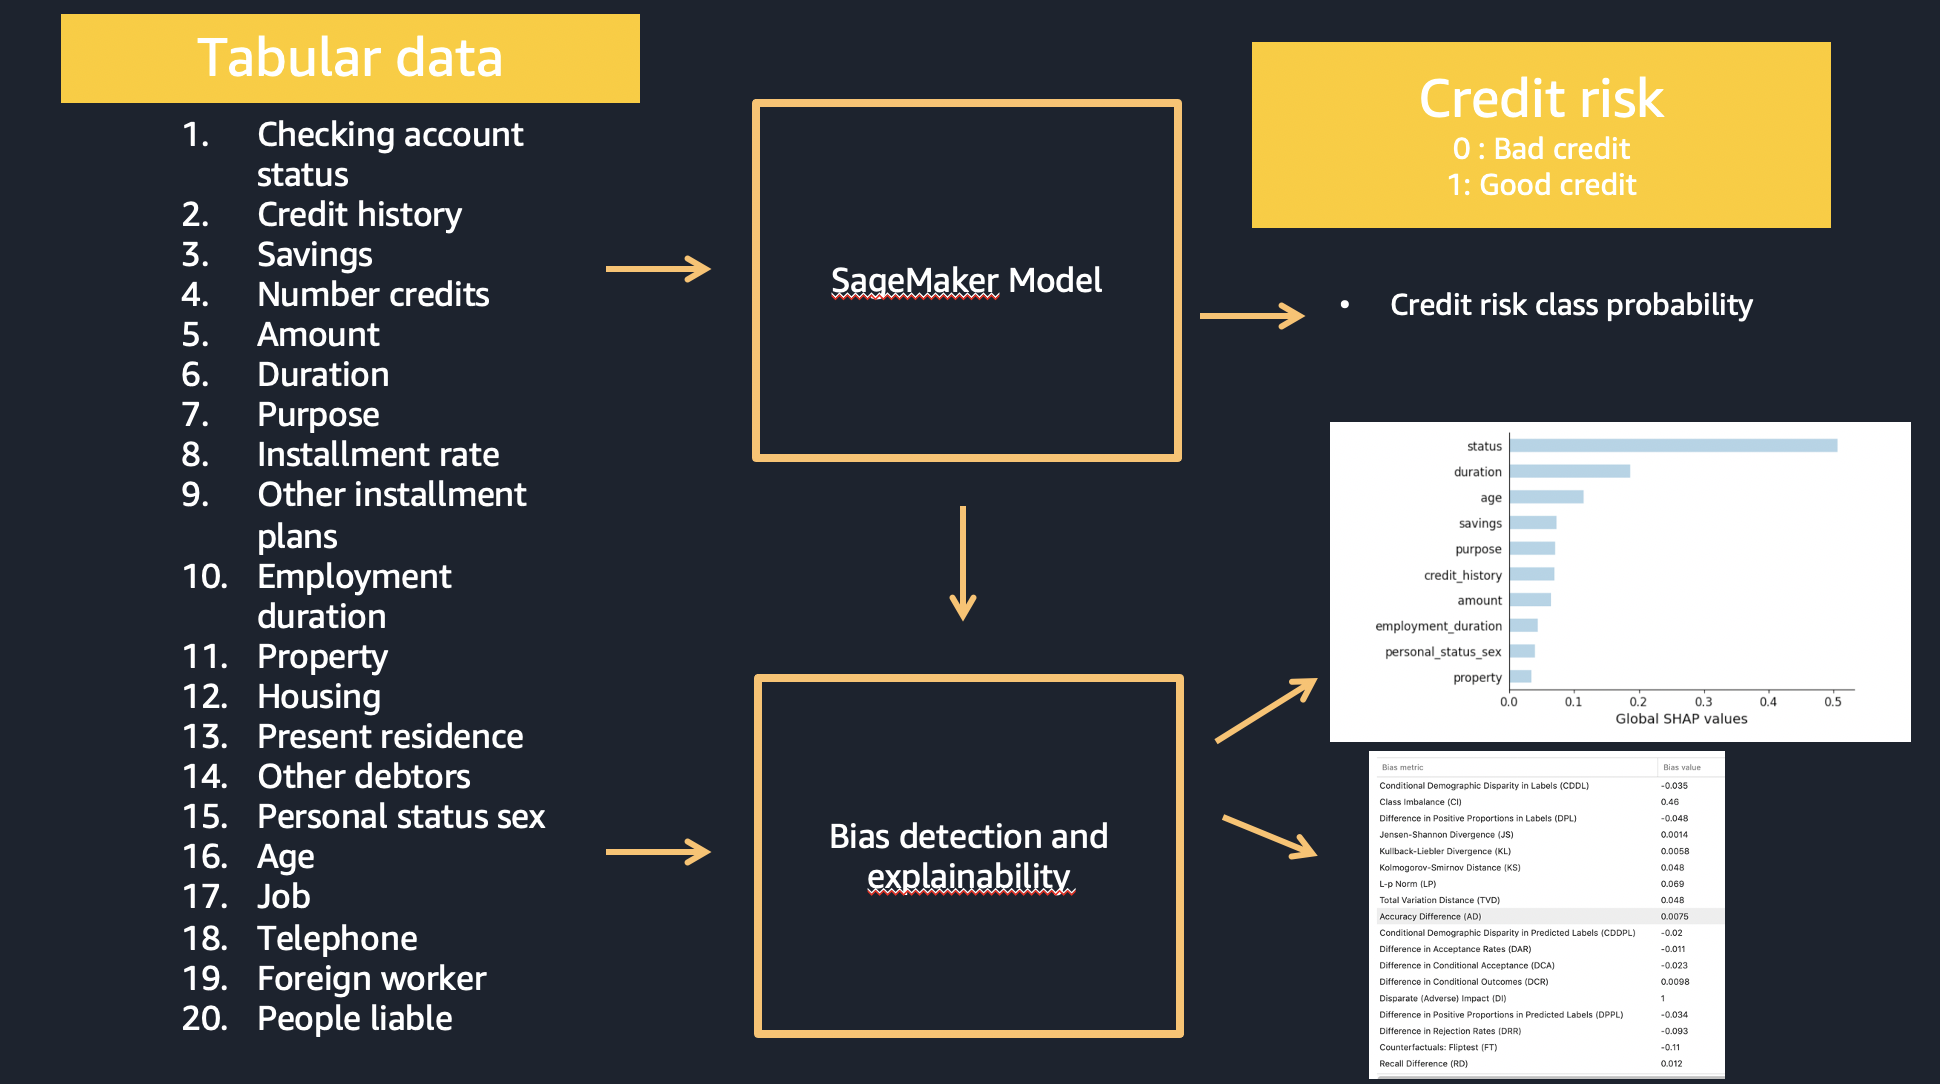 Tabular data
1. Checking account
status
2. Credit history
3. Savings
4. Number credits
5. Amount
6. Duration
7. Purpose
8. Installment rate
9. Other installment
plans
10. Employment
duration
11. Property
12. Housing
13. Present residence
14. Other debtors
15. Personal status sex
16. Age
17. Job
18. Telephone
19. Foreign worker
20. People liable
SageMaker Model
Bias detection and
explainability
Credit risk
0 : Bad credit
1: Good credit
• Credit risk class probability
status
duration
age
savings
purpose
credit_history
amount
employment_duration
personal_status_sex
property
0.0 0.1 0.2 0.3 0.4 0.5
Global SHAP values
Bias metric Bias value
Conditional Demographic Disparity in Labels (CDDL) -0.035
Class Imbalance (CI) 0.46
Difference in Positive Proportions in Labels (DPL) -0.048
Jensen-Shannon Divergence (JS) 0.0014
Kullback-Liebler Divergence (KL) 0.0058
Kolmogorov-Smirnov Distance (KS) 0.048
L-p Norm (LP) 0.069
Total Variation Distance (TVD) 0.048
Accuracy Difference (AD) 0.0075
Conditional Demographic Disparity in Predicted Labels (CDDPL) -0.02
Difference in Acceptance Rates (DAR) -0.011
Difference in Conditional Acceptance (DCA) -0.023
Difference in Conditional Outcomes (DCR) 0.0098
Disparate (Adverse) Impact (DI) 1
Difference in Positive Proportions in Predicted Labels (DPPL) -0.034
Difference in Rejection Rates (DRR) -0.093
Counterfactuals: Fliptest (FT) -0.11
Recall Difference (RD) 0.012